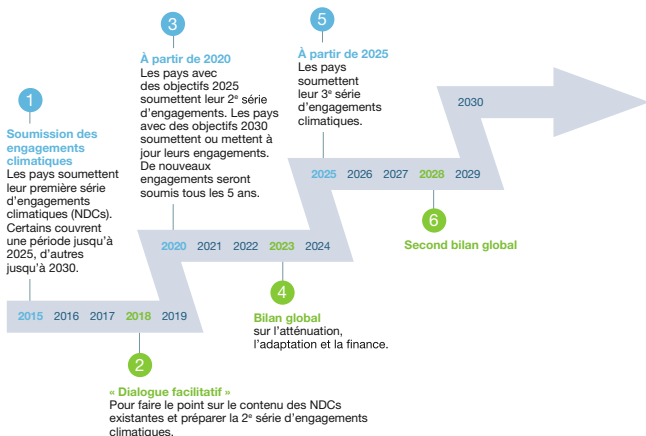 1
Soumission des
engagements
climatiques
Les pays soumettent
leur première série
d'engagements
climatiques (NDCs).
Certains couvrent
une période jusqu'à
2025, d'autres
jusqu'à 2030.
2015 2016 2017 2018 2019
2
« Dialogue facilitatif »
Pour faire le point sur le contenu des NDCs
existantes et préparer la 2e série d'engagements
climatiques.
3
À partir de 2020
Les pays avec
des objectifs 2025
soumettent leur 2e série
d'engagements. Les pays
avec des objectifs 2030
soumettent ou mettent à
jour leurs engagements.
De nouveaux
engagements seront
soumis tous les 5 ans.
2020 2021 2022 2023 2024
4
Bilan global
sur l'atténuation,
l'adaptation et la finance.
5
À partir de 2025
Les pays
soumettent
leur 3e série
d'engagements
climatiques.
2025 2026 2027 2028 2029
6
Second bilan global
2030